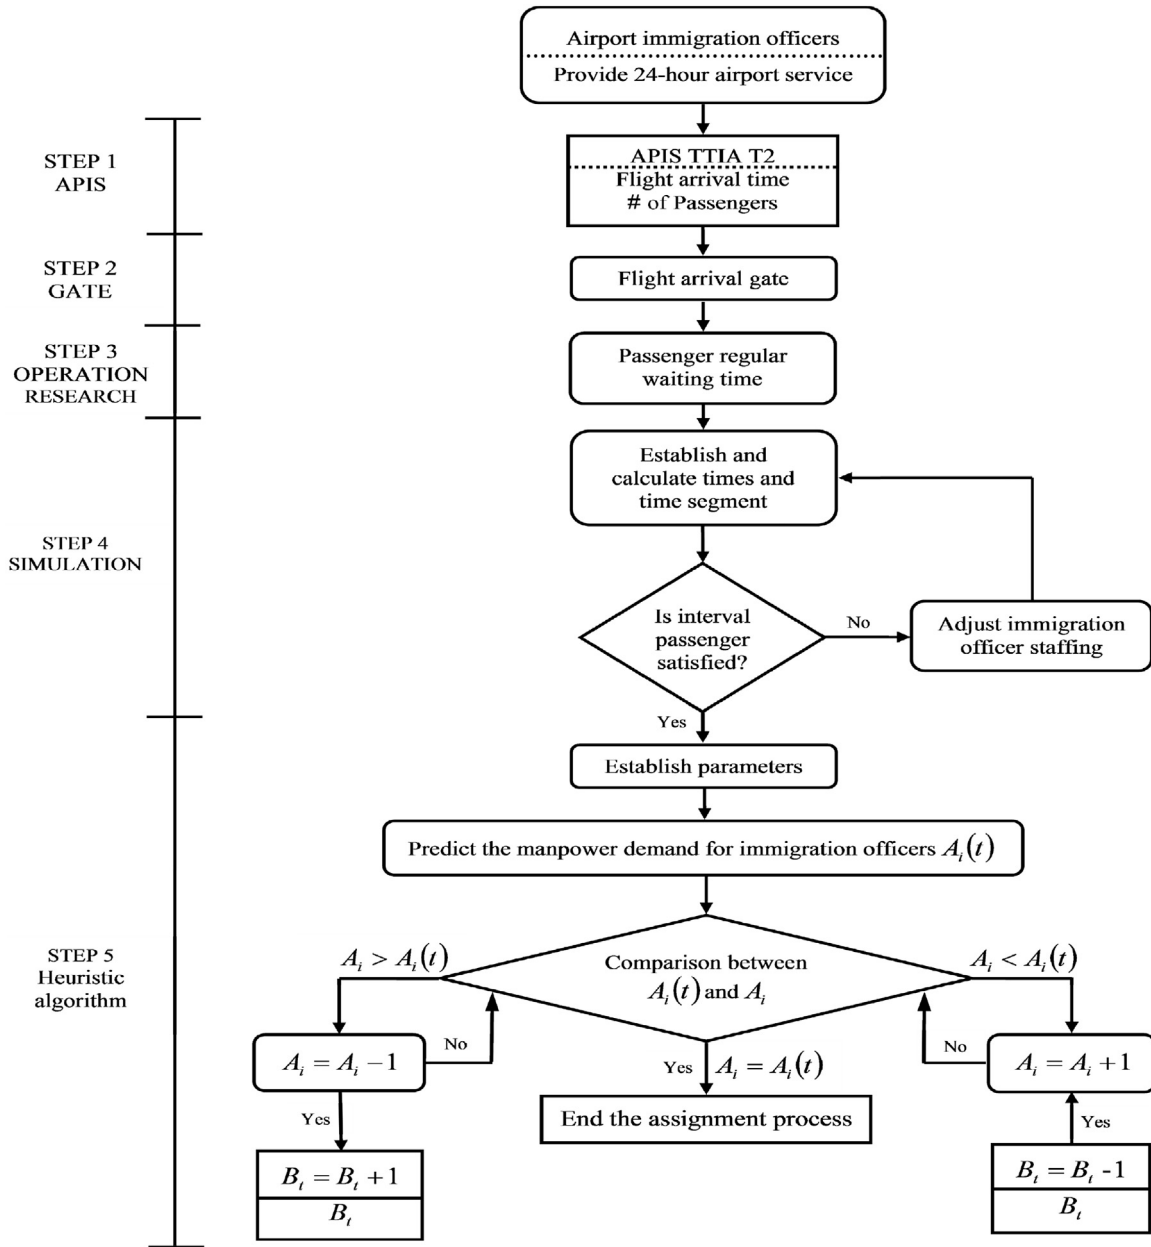 Airport immigration officers
Provide 24-hour airport service
STEP 1
APIS
APIS TTIA T2
Flight arrival time
# of Passengers
STEP 2
GATE
Flight arrival gate
STEP 3
OPERATION
RESEARCH
Passenger regular
waiting time
Establish and
calculate times and
time segment
STEP 4
SIMULATION
Is interval
passenger
satisfied?
No
Adjust immigration
officer staffing
Yes
Establish parameters
Predict the manpower demand for immigration officers A_i(t)
STEP 5
Heuristic
algorithm
A_i > A_i(t)
Comparison between
A_i(t) and A_i
A_i < A_i(t)
A_i = A_i − 1
No
Yes
A_i = A_i(t)
No
A_i = A_i + 1
End the assignment process
Yes
B_t = B_t + 1
B_t
Yes
B_t = B_t - 1
B_t